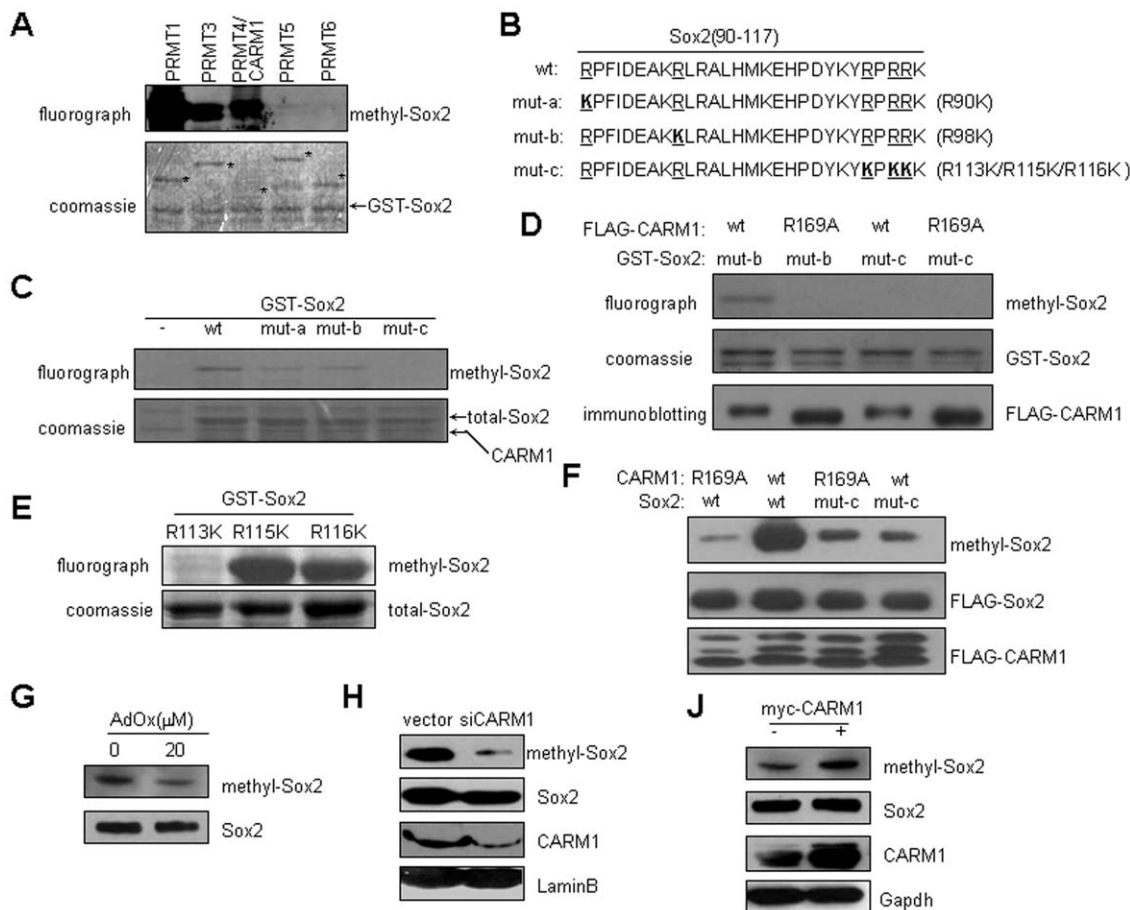 A
PRMT1
PRMT3
PRMT4/
CARM1
PRMT5
PRMT6
fluorograph
methyl-Sox2
*
*
*
*
*
coomassie
←GST-Sox2
B
Sox2(90-117)
wt: RPFIDEAKRLRALHMKEHPDYKYRPRRK
mut-a: KPFIDEAKRLRALHMKEHPDYKYRPRRK (R90K)
mut-b: RPFIDEAKKLRALHMKEHPDYKYRPRRK (R98K)
mut-c: RPFIDEAKRLRALHMKEHPDYKYKPKKK (R113K/R115K/R116K)
C
GST-Sox2
- wt mut-a mut-b mut-c
fluorograph methyl-Sox2
coomassie ←total-Sox2
CARM1
D
FLAG-CARM1: wt R169A wt R169A
GST-Sox2: mut-b mut-b mut-c mut-c
fluorograph methyl-Sox2
coomassie GST-Sox2
immunoblotting FLAG-CARM1
E
GST-Sox2
R113K R115K R116K
fluorograph methyl-Sox2
coomassie total-Sox2
F
CARM1: R169A wt R169A wt
Sox2: wt wt mut-c mut-c
methyl-Sox2
FLAG-Sox2
FLAG-CARM1
G
AdOx(μM)
0 20
methyl-Sox2
Sox2
H
vector siCARM1
methyl-Sox2
Sox2
CARM1
LaminB
J
myc-CARM1
- +
methyl-Sox2
Sox2
CARM1
Gapdh